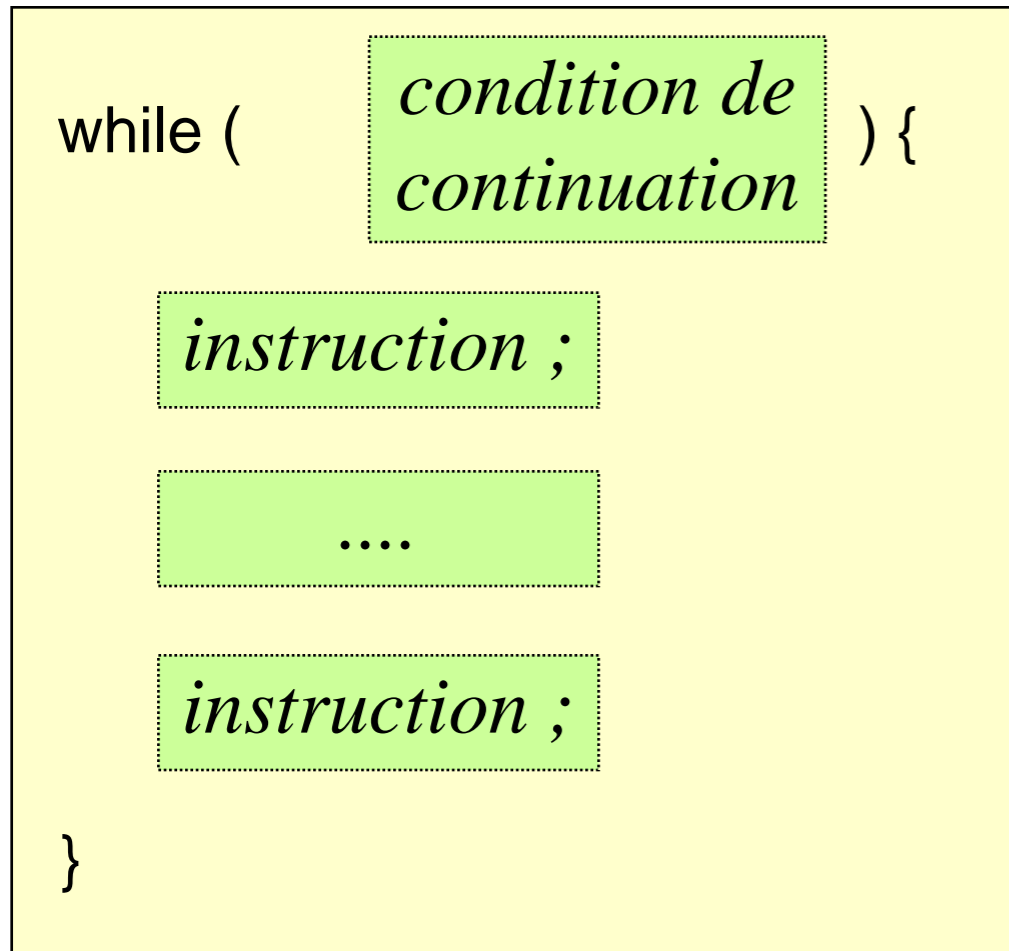 while ( condition de continuation ) {
instruction ;
....
instruction ;
}